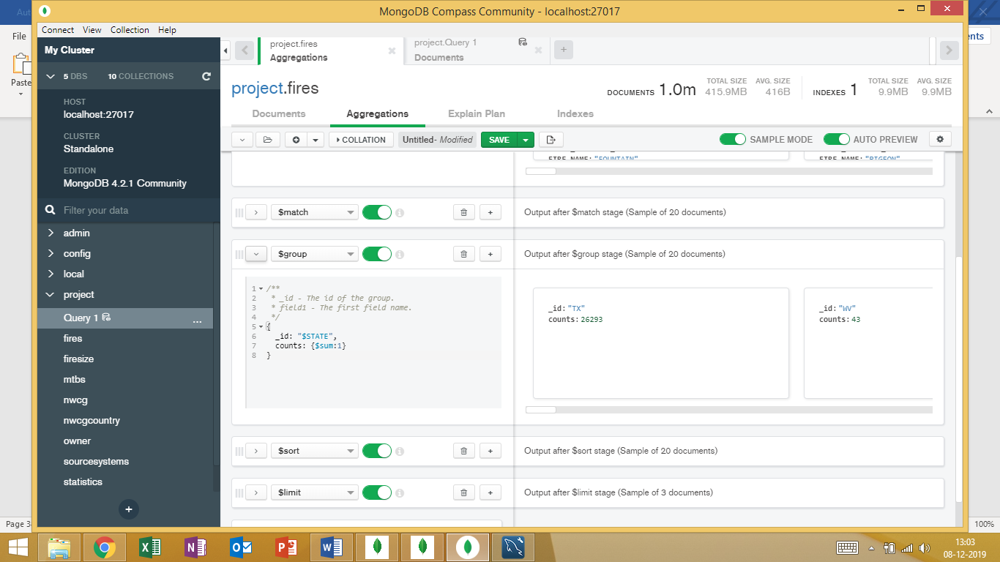 Aut
MongoDB Compass Community - localhost:27017
File
Connect View Collection Help
ents
Paste
My Cluster
5 DBS 10 COLLECTIONS
HOST
localhost:27017
CLUSTER
Standalone
EDITION
MongoDB 4.2.1 Community
Filter your data
admin
config
local
project
Query 1 ...
fires
firesize
mtbs
nwcg
nwcgcountry
owner
sourcesystems
statistics
+
project.fires
Aggregations
project.Query 1
Documents
+
project.fires
DOCUMENTS 1.0m TOTAL SIZE 415.9MB AVG. SIZE 416B INDEXES 1 TOTAL SIZE 9.9MB AVG. SIZE 9.9MB
Documents Aggregations Explain Plan Indexes
COLLATION Untitled- Modified SAVE SAMPLE MODE AUTO PREVIEW
FIRE_NAME: "FOUNTAIN" FIRE_NAME: "PIGEON"
$match + Output after $match stage (Sample of 20 documents)
$group + Output after $group stage (Sample of 20 documents)
1 /**
2 * _id - The id of the group.
3 * field1 - The first field name.
4 */
5 {
6 _id: "$STATE",
7 counts: {$sum:1}
8 }
_id: "TX"
counts: 26293
_id: "WV"
counts: 43
$sort + Output after $sort stage (Sample of 20 documents)
$limit + Output after $limit stage (Sample of 3 documents)
Page 3
100%
13:03
08-12-2019